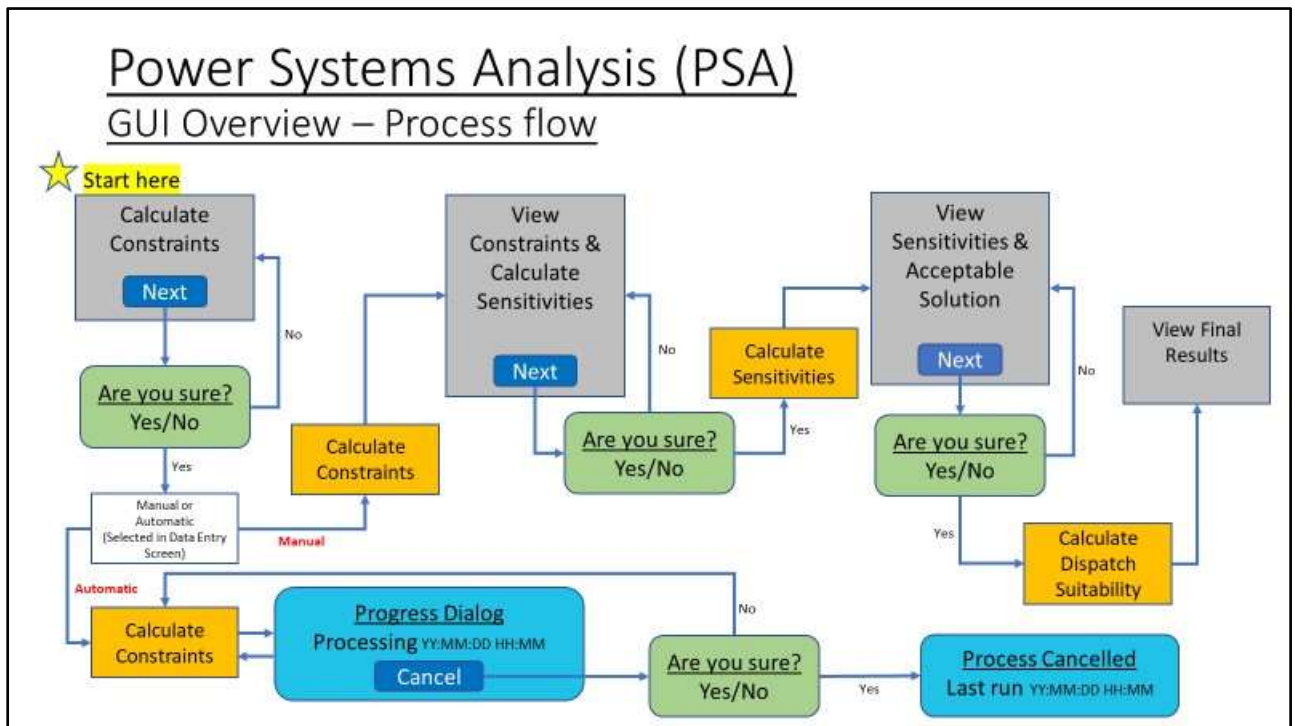 Power Systems Analysis (PSA)
GUI Overview – Process flow
Start here
Calculate
Constraints
Next
No
Are you sure?
Yes/No
Yes
Manual or
Automatic
(Selected in Data Entry
Screen)
Manual
Automatic
Calculate
Constraints
View
Constraints &
Calculate
Sensitivities
Next
No
Are you sure?
Yes/No
Yes
Calculate
Sensitivities
View
Sensitivities &
Acceptable
Solution
Next
No
Are you sure?
Yes/No
Yes
Calculate
Dispatch
Suitability
View Final
Results
Calculate
Constraints
Progress Dialog
Processing YY:MM:DD HH:MM
Cancel
No
Are you sure?
Yes/No
Yes
Process Cancelled
Last run YY:MM:DD HH:MM